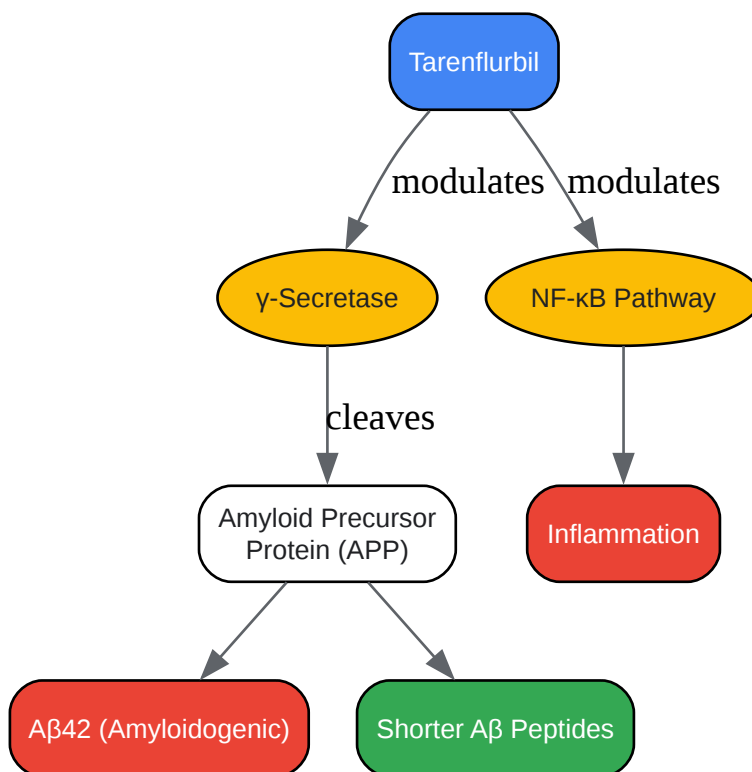 Tarenflurbil
modulates
modulates
γ-Secretase
NF-κB Pathway
cleaves
Amyloid Precursor
Protein (APP)
Inflammation
Aβ42 (Amyloidogenic)
Shorter Aβ Peptides